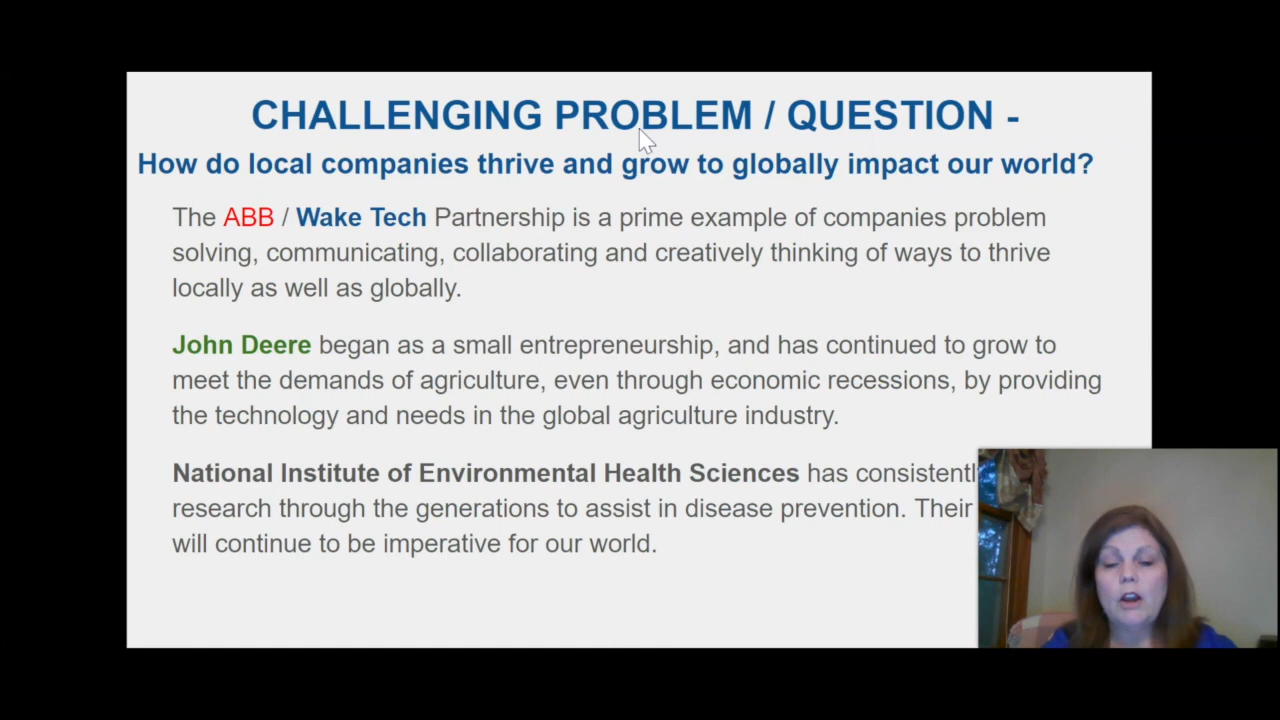 CHALLENGING PROBLEM / QUESTION -
How do local companies thrive and grow to globally impact our world?
The ABB / Wake Tech Partnership is a prime example of companies problem
solving, communicating, collaborating and creatively thinking of ways to thrive
locally as well as globally.
John Deere began as a small entrepreneurship, and has continued to grow to
meet the demands of agriculture, even through economic recessions, by providing
the technology and needs in the global agriculture industry.
National Institute of Environmental Health Sciences has
research through the generations to assist in disease prevention. Their
will continue to be imperative for our world.